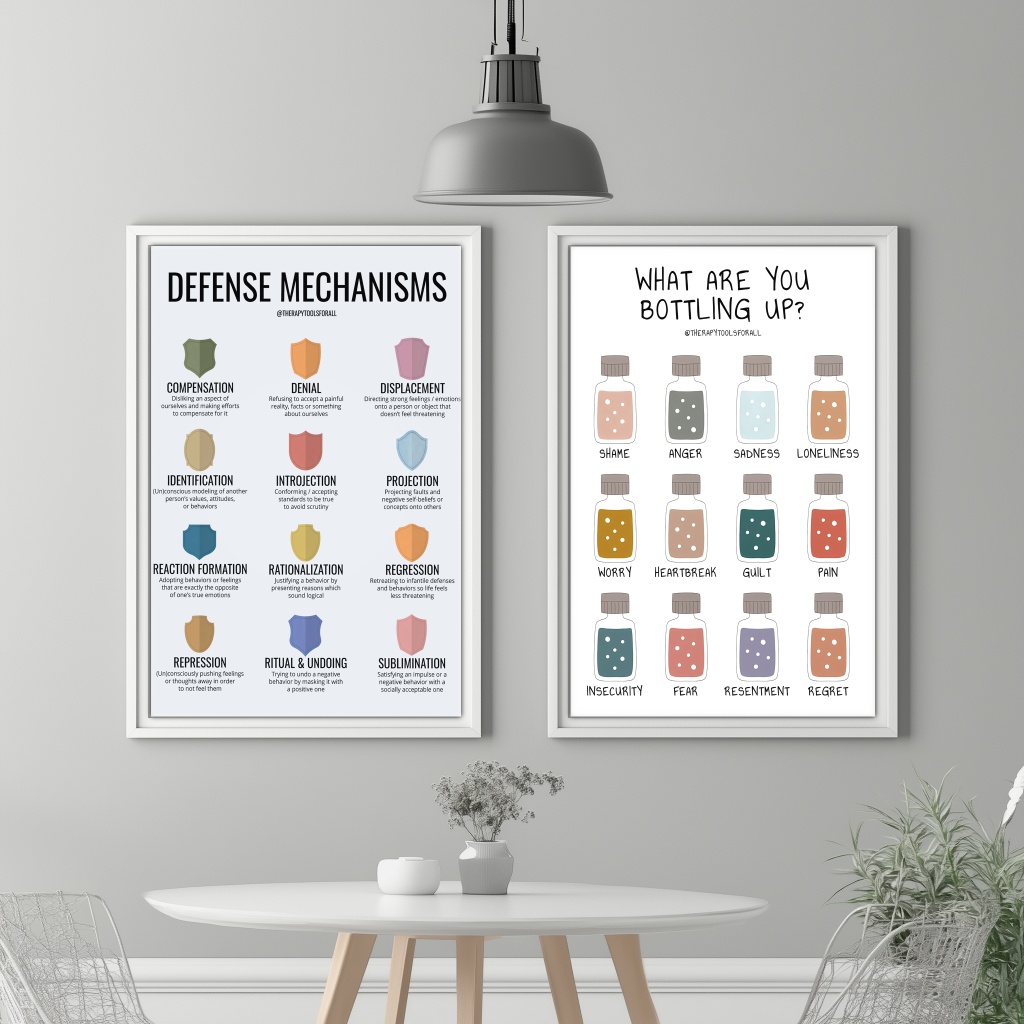 DEFENSE MECHANISMS
@THERAPYTOOLSFORALL
COMPENSATION
Disliking an aspect of
ourselves and making efforts
to compensate for it
DENIAL
Refusing to accept a painful
reality, facts or something
about ourselves
DISPLACEMENT
Directing strong feelings / emotions
onto a person or object that
doesn't feel threatening
IDENTIFICATION
(Un)conscious modeling of another
person's values, attitudes,
or behaviors
INTROJECTION
Conforming / accepting
standards to be true
to avoid scrutiny
PROJECTION
Projecting faults and
negative self-beliefs or
concepts onto others
REACTION FORMATION
Adopting behaviors or feelings
that are exactly the opposite
of one's true emotions
RATIONALIZATION
Justifying a behavior by
presenting reasons which
sound logical
REGRESSION
Retreating to infantile defenses
and behaviors so life feels
less threatening
REPRESSION
(Un)consciously pushing feelings
or thoughts away in order
to not feel them
RITUAL & UNDOING
Trying to undo a negative
behavior by masking it with
a positive one
SUBLIMINATION
Satisfying an impulse or a
negative behavior with a
socially acceptable one
WHAT ARE YOU
BOTTLING UP?
@THERAPYTOOLSFORALL
SHAME
ANGER
SADNESS
LONELINESS
WORRY
HEARTBREAK
GUILT
PAIN
INSECURITY
FEAR
RESENTMENT
REGRET